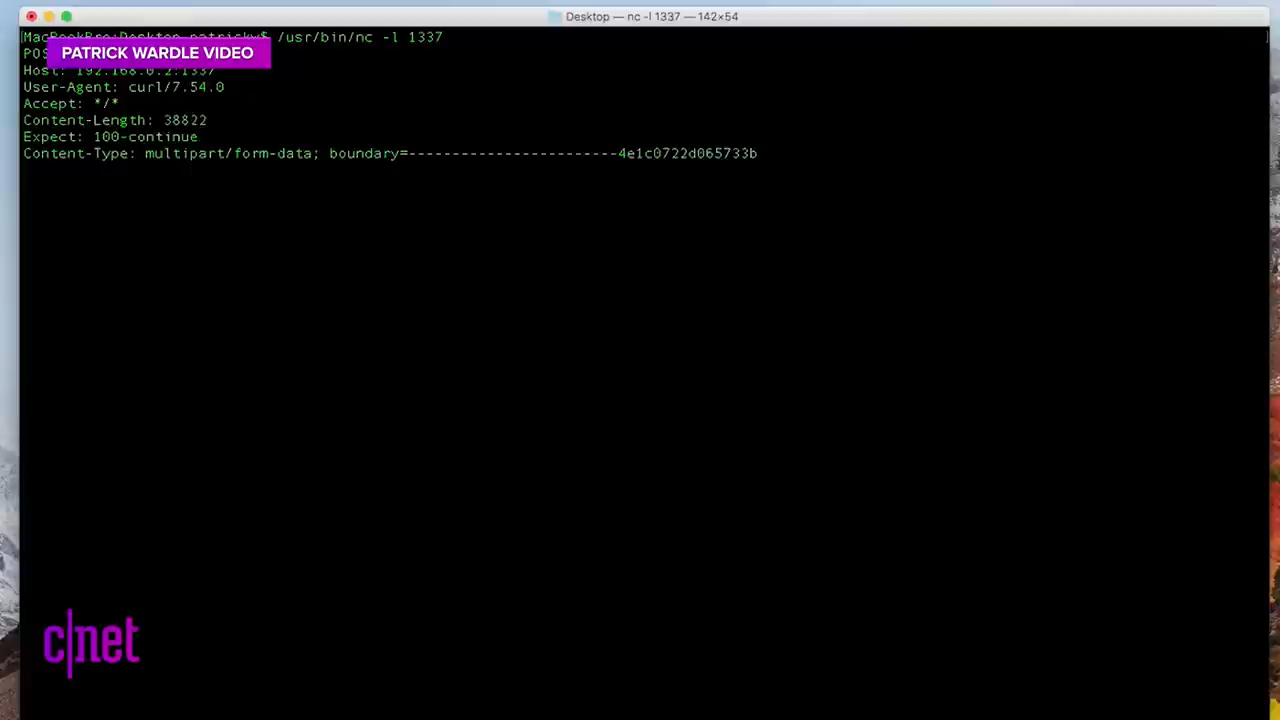 Desktop — nc -l 1337 — 142×54
MacBookPro:Desktop patrickw$ /usr/bin/nc -l 1337
PATRICK WARDLE VIDEO
POS
Host: 192.168.0.2:1337
User-Agent: curl/7.54.0
Accept: */*
Content-Length: 38822
Expect: 100-continue
Content-Type: multipart/form-data; boundary=------------------------4e1c0722d065733b
c|net